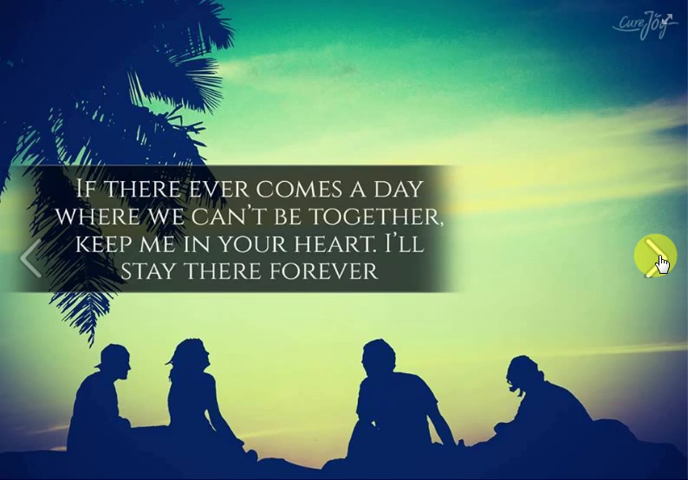 CureJoy
If there ever comes a day
where we can't be together,
keep me in your heart. I'll
stay there forever